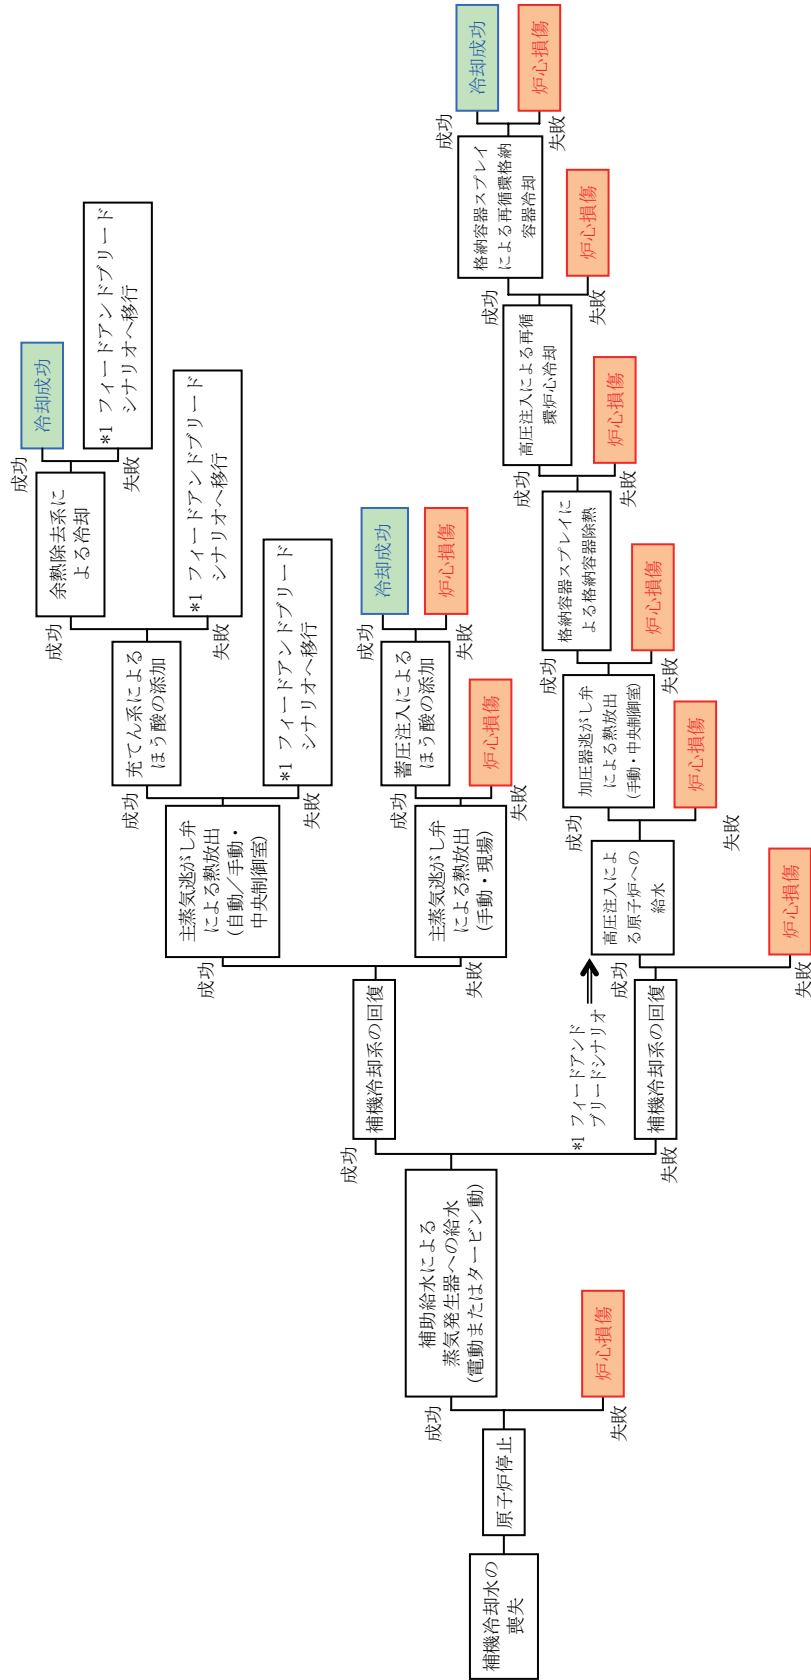 補機冷却水の
喪失
原子炉停止
成功
補助給水による
蒸気発生器への給水
(電動またはタービン動)
失敗
炉心損傷
成功
補機冷却系の回復
成功
主蒸気逃がし弁
による熱放出
(自動／手動・
中央制御室)
成功
充てん系による
ほう酸の添加
成功
余熱除去系に
よる冷却
成功
冷却成功
失敗
*1 フィードアンドブリード
シナリオへ移行
失敗
*1 フィードアンドブリード
シナリオへ移行
失敗
*1 フィードアンドブリード
シナリオへ移行
失敗
主蒸気逃がし弁
による熱放出
(手動・現場)
成功
蓄圧注入による
ほう酸の添加
成功
冷却成功
失敗
炉心損傷
失敗
炉心損傷
失敗
補機冷却系の回復
*1 フィードアンド
ブリードシナリオ
成功
高圧注入によ
る原子炉への
給水
失敗
炉心損傷
成功
加圧器逃がし弁
による熱放出
(手動・中央制御室)
失敗
炉心損傷
成功
格納容器スプレイに
よる格納容器除熱
失敗
炉心損傷
成功
高圧注入による再循
環炉心冷却
失敗
炉心損傷
成功
格納容器スプレイ
による再循環格納
容器冷却
失敗
炉心損傷
成功
冷却成功
失敗
炉心損傷